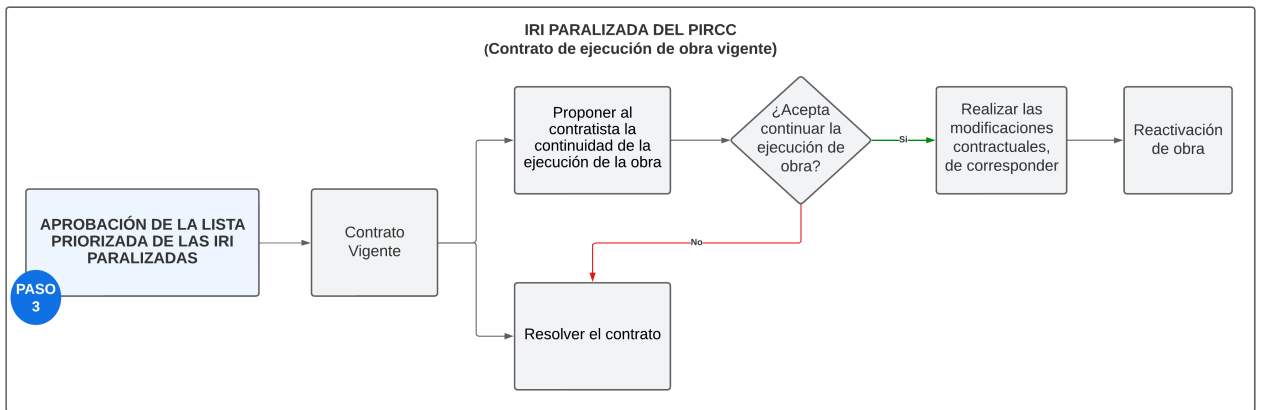 IRI PARALIZADA DEL PIRCC
(Contrato de ejecución de obra vigente)
APROBACIÓN DE LA LISTA
PRIORIZADA DE LAS IRI
PARALIZADAS
PASO
3
Contrato
Vigente
Proponer al
contratista la
continuidad de la
ejecución de la obra
¿Acepta
continuar la
ejecución de
obra?
Si
Realizar las
modificaciones
contractuales,
de corresponder
Reactivación
de obra
No
Resolver el contrato